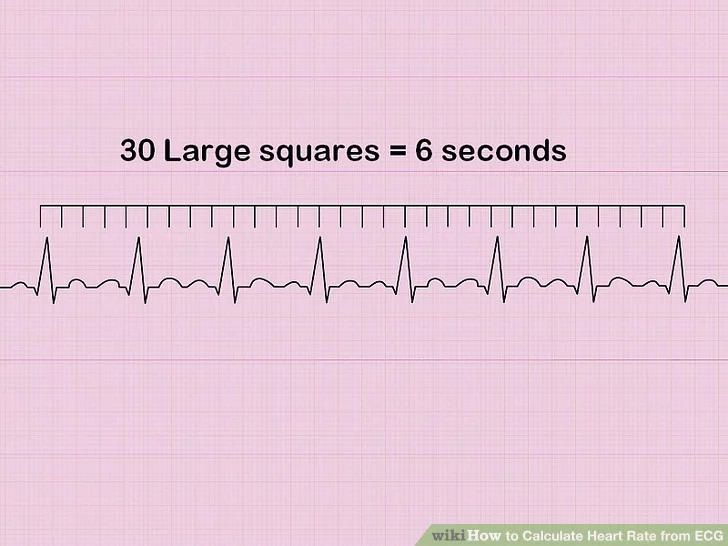 30 Large squares = 6 seconds
wikiHow to Calculate Heart Rate from ECG